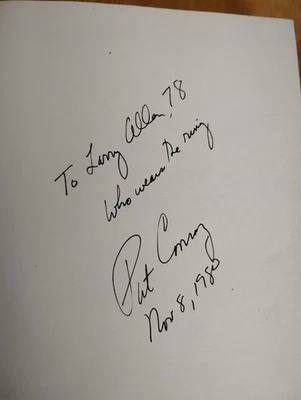 To Larry Allen, 78
Who wears the ring
Pat Conroy
Nov 8, 1980